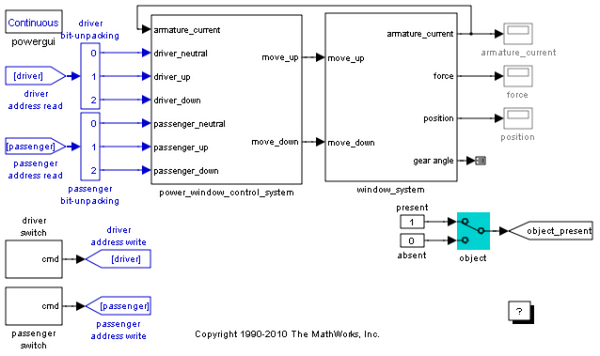 Continuous
powergui
driver
bit-unpacking
0
1
2
[driver]
driver
address read
0
1
2
[passenger]
passenger
address read
passenger
bit-unpacking
armature_current
driver_neutral
driver_up
driver_down
passenger_neutral
passenger_up
passenger_down
move_up
move_down
power_window_control_system
move_up
move_down
armature_current
force
position
gear angle
window_system
armature_current
force
position
driver
switch
cmd
driver
address write
[driver]
cmd
passenger
switch
[passenger]
passenger
address write
present
1
0
absent
object
object_present
?
Copyright 1990-2010 The MathWorks, Inc.